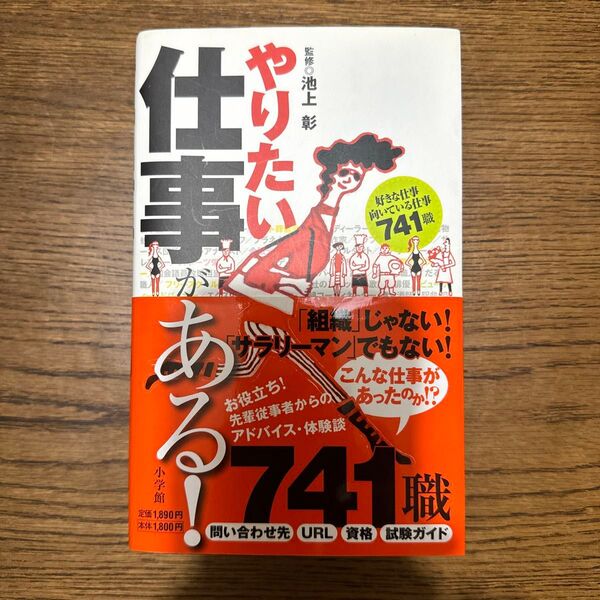 監修◎池上 彰
やりたい
仕事がある!
好きな仕事
向いている仕事
741職
「組織」じゃない!
「サラリーマン」でもない!
こんな仕事が
あったのか!?
お役立ち!
先輩従事者からの
アドバイス・体験談
741職
問い合わせ先 URL 資格 試験ガイド
小学館
定価1,890円
本体1,800円